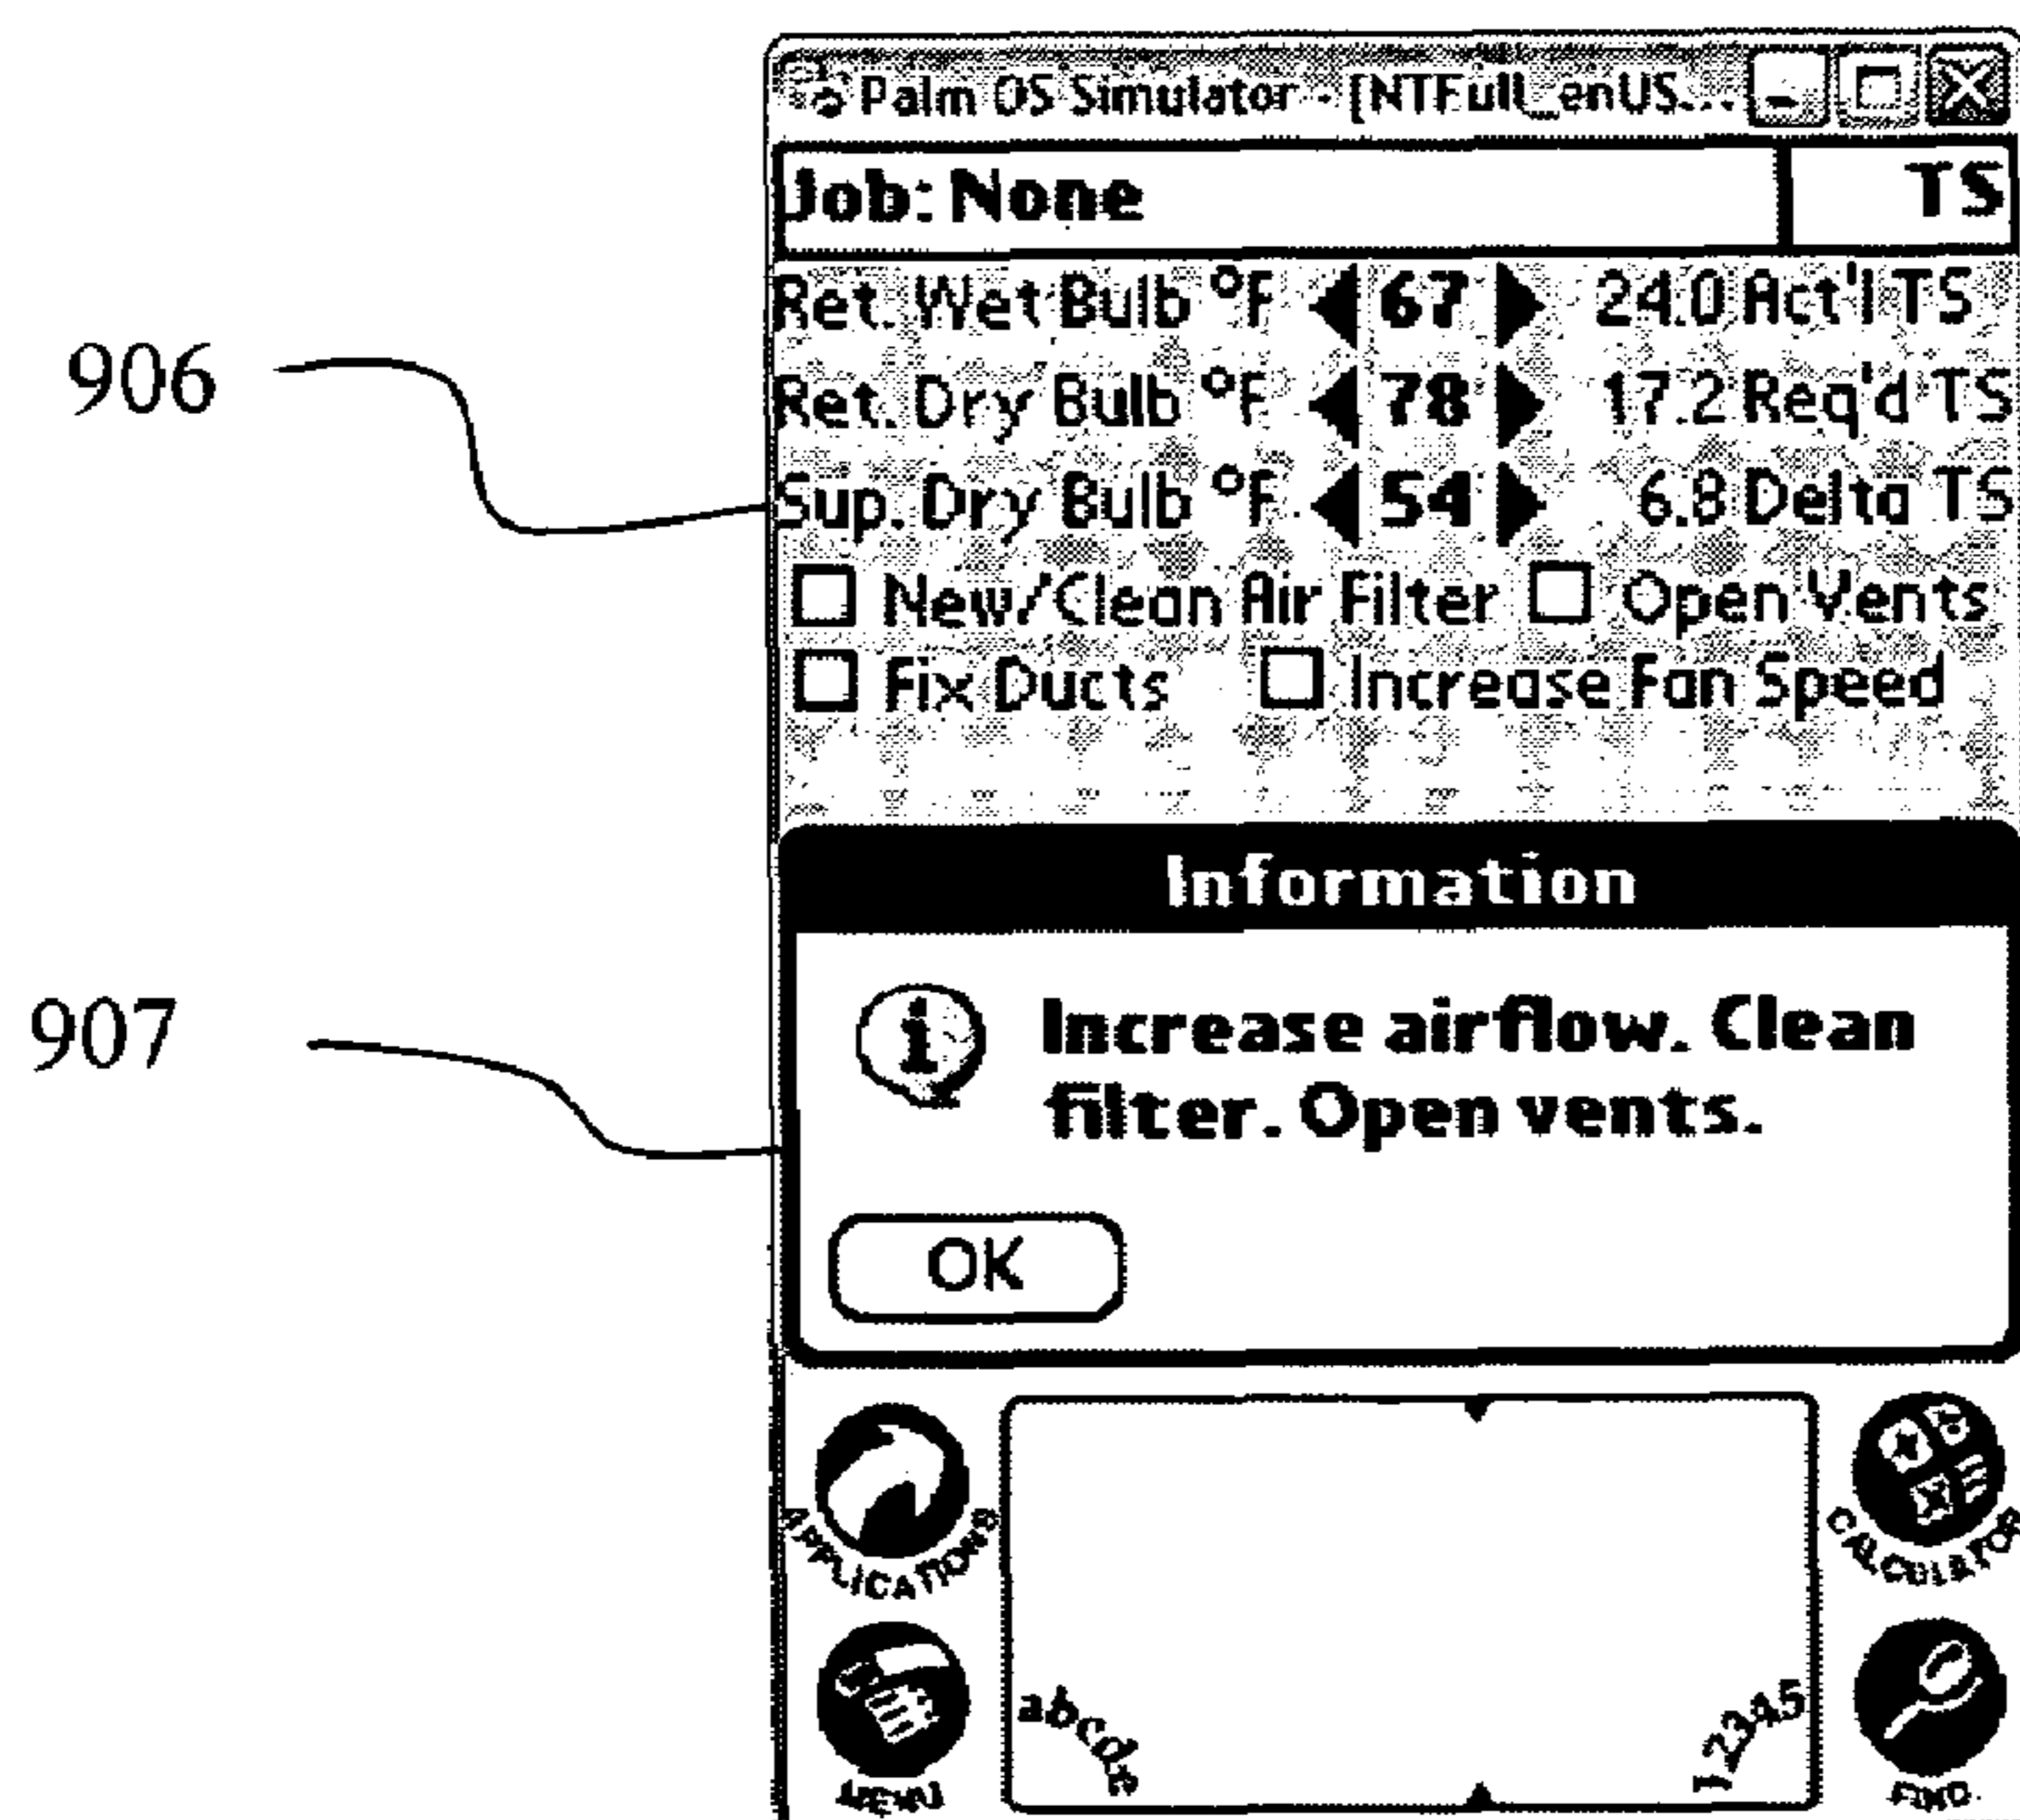 Palm OS Simulator - [NTFull_enUS...
Job: None TS
Ret. Wet Bulb °F 67 24.0 Act'l TS
906
Ret. Dry Bulb °F 78 17.2 Req'd TS
Sup. Dry Bulb °F 54 6.8 Delta TS
New/Clean Air Filter Open Vents
Fix Ducts Increase Fan Speed
Information
907
Increase airflow. Clean
filter. Open vents.
OK
APPLICATIONS
CALCULATOR
abcde
12345
MENU
FIND